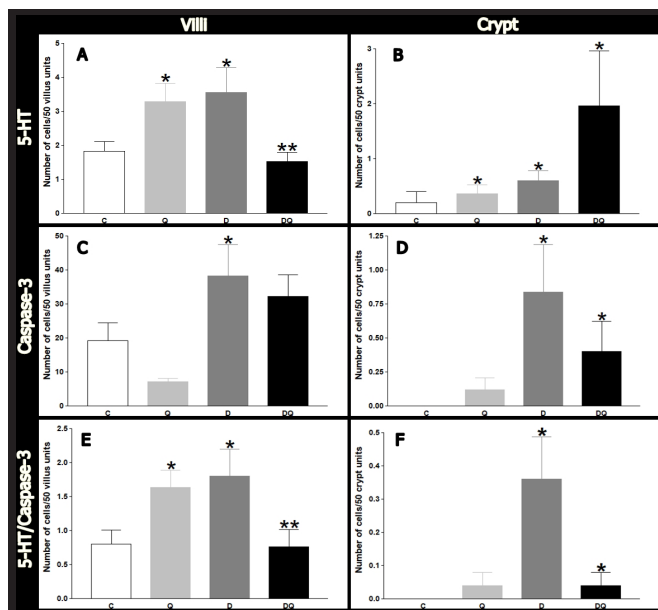 Villi
Crypt
5-HT
A
Number of cells/50 villus units
5
4
3
2
1
0
*
*
**
C
Q
D
DQ
B
Number of cells/50 crypt units
3
2
1
0
*
*
*
C
Q
D
DQ
Caspase-3
C
Number of cells/50 villus units
50
40
30
20
10
0
*
C
Q
D
DQ
D
Number of cells/50 crypt units
1.25
1.00
0.75
0.50
0.25
0.00
*
*
C
Q
D
DQ
5-HT/Caspase-3
E
Number of cells/50 villus units
2.5
2.0
1.5
1.0
0.5
0.0
*
*
**
C
Q
D
DQ
F
Number of cells/50 crypt units
0.5
0.4
0.3
0.2
0.1
0.0
*
*
C
Q
D
DQ